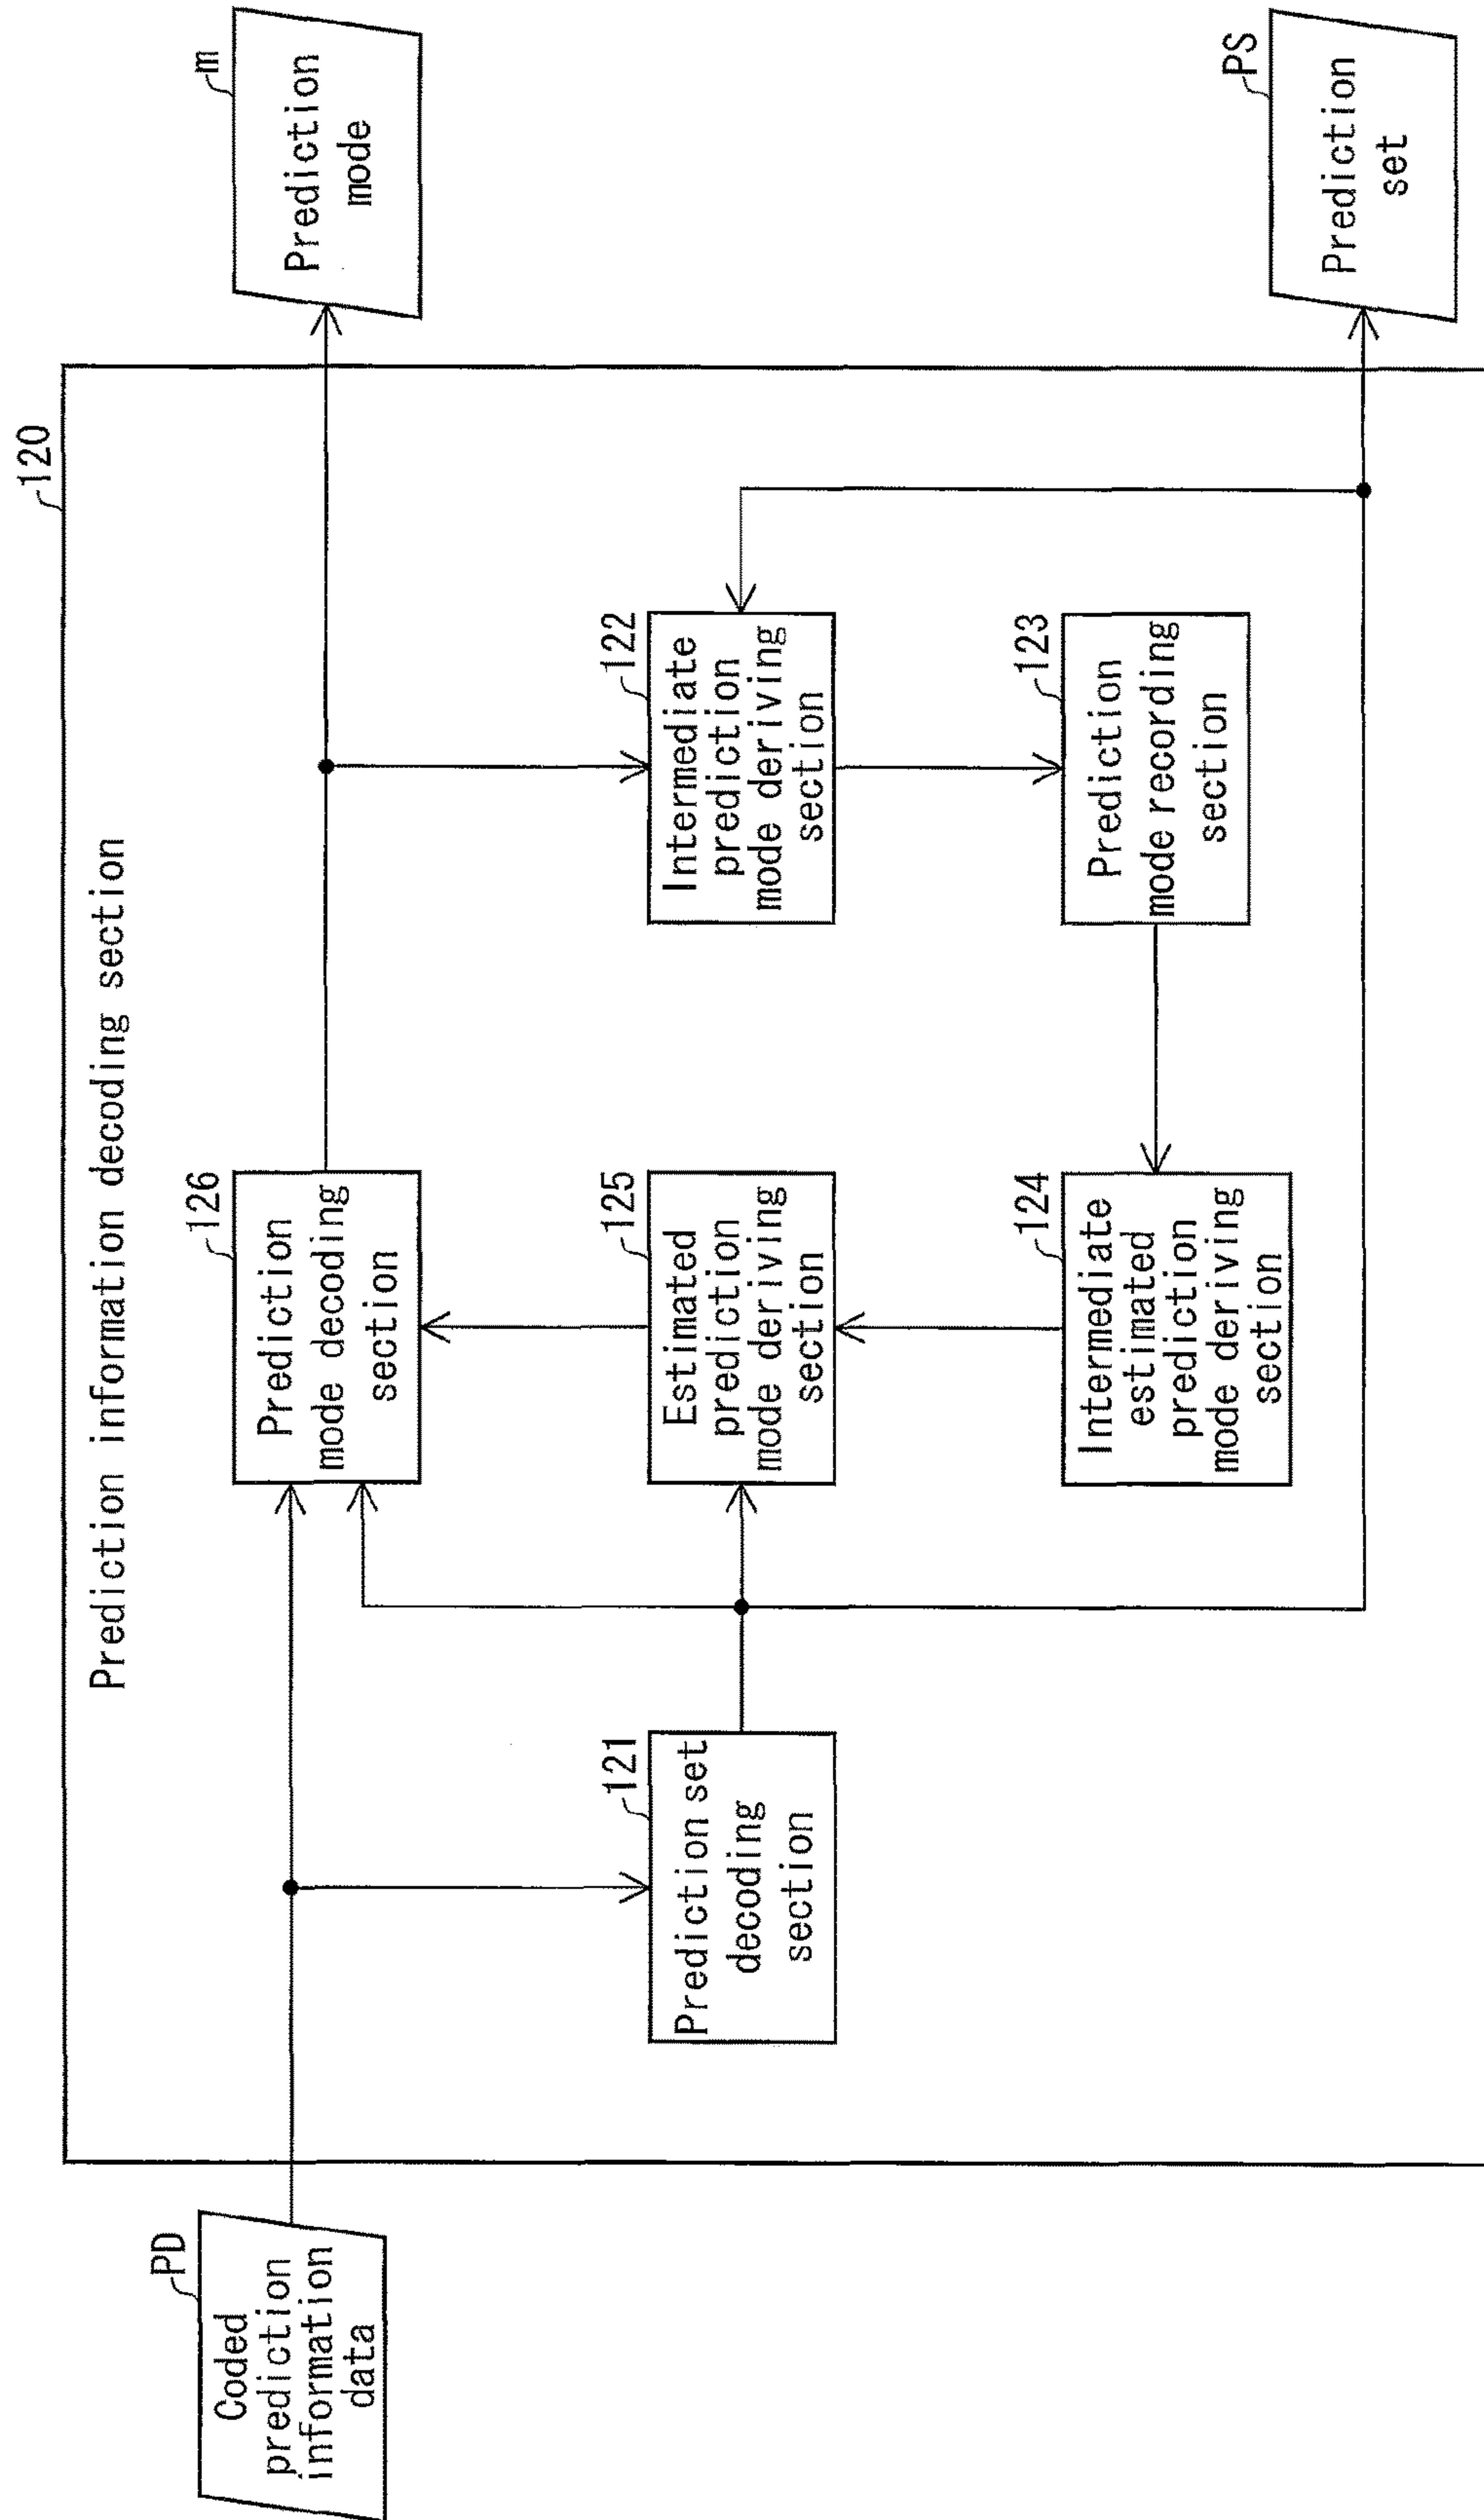 120
Prediction information decoding section
PD
Coded
prediction
information
data
126
Prediction
mode decoding
section
m
Prediction
mode
121
Prediction set
decoding
section
125
Estimated
prediction
mode deriving
section
122
Intermediate
prediction
mode deriving
section
124
Intermediate
estimated
prediction
mode deriving
section
123
Prediction
mode recording
section
PS
Prediction
set